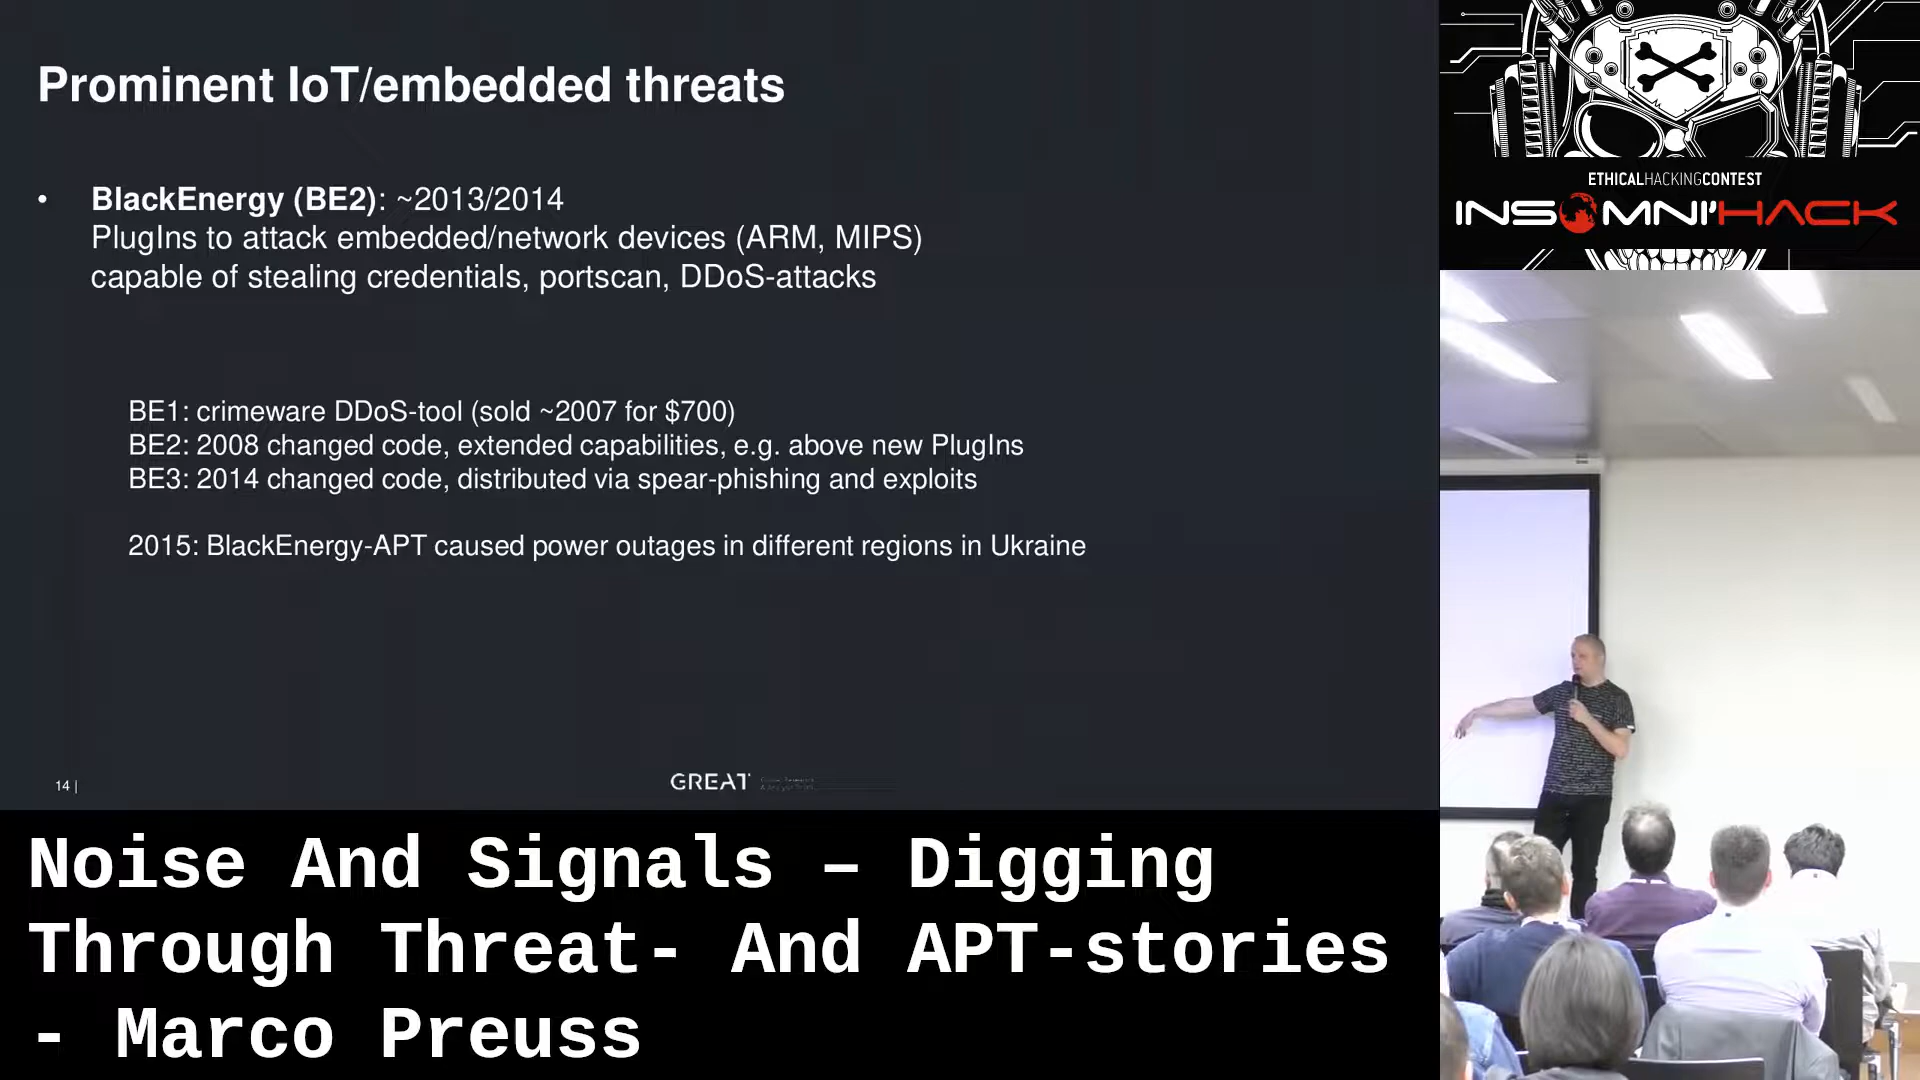 Prominent IoT/embedded threats
• BlackEnergy (BE2): ~2013/2014
PlugIns to attack embedded/network devices (ARM, MIPS)
capable of stealing credentials, portscan, DDoS-attacks
BE1: crimeware DDoS-tool (sold ~2007 for $700)
BE2: 2008 changed code, extended capabilities, e.g. above new PlugIns
BE3: 2014 changed code, distributed via spear-phishing and exploits
2015: BlackEnergy-APT caused power outages in different regions in Ukraine
14 |
GREAT
ETHICALHACKINGCONTEST
INSOMNI'HACK
Noise And Signals – Digging
Through Threat- And APT-stories
- Marco Preuss